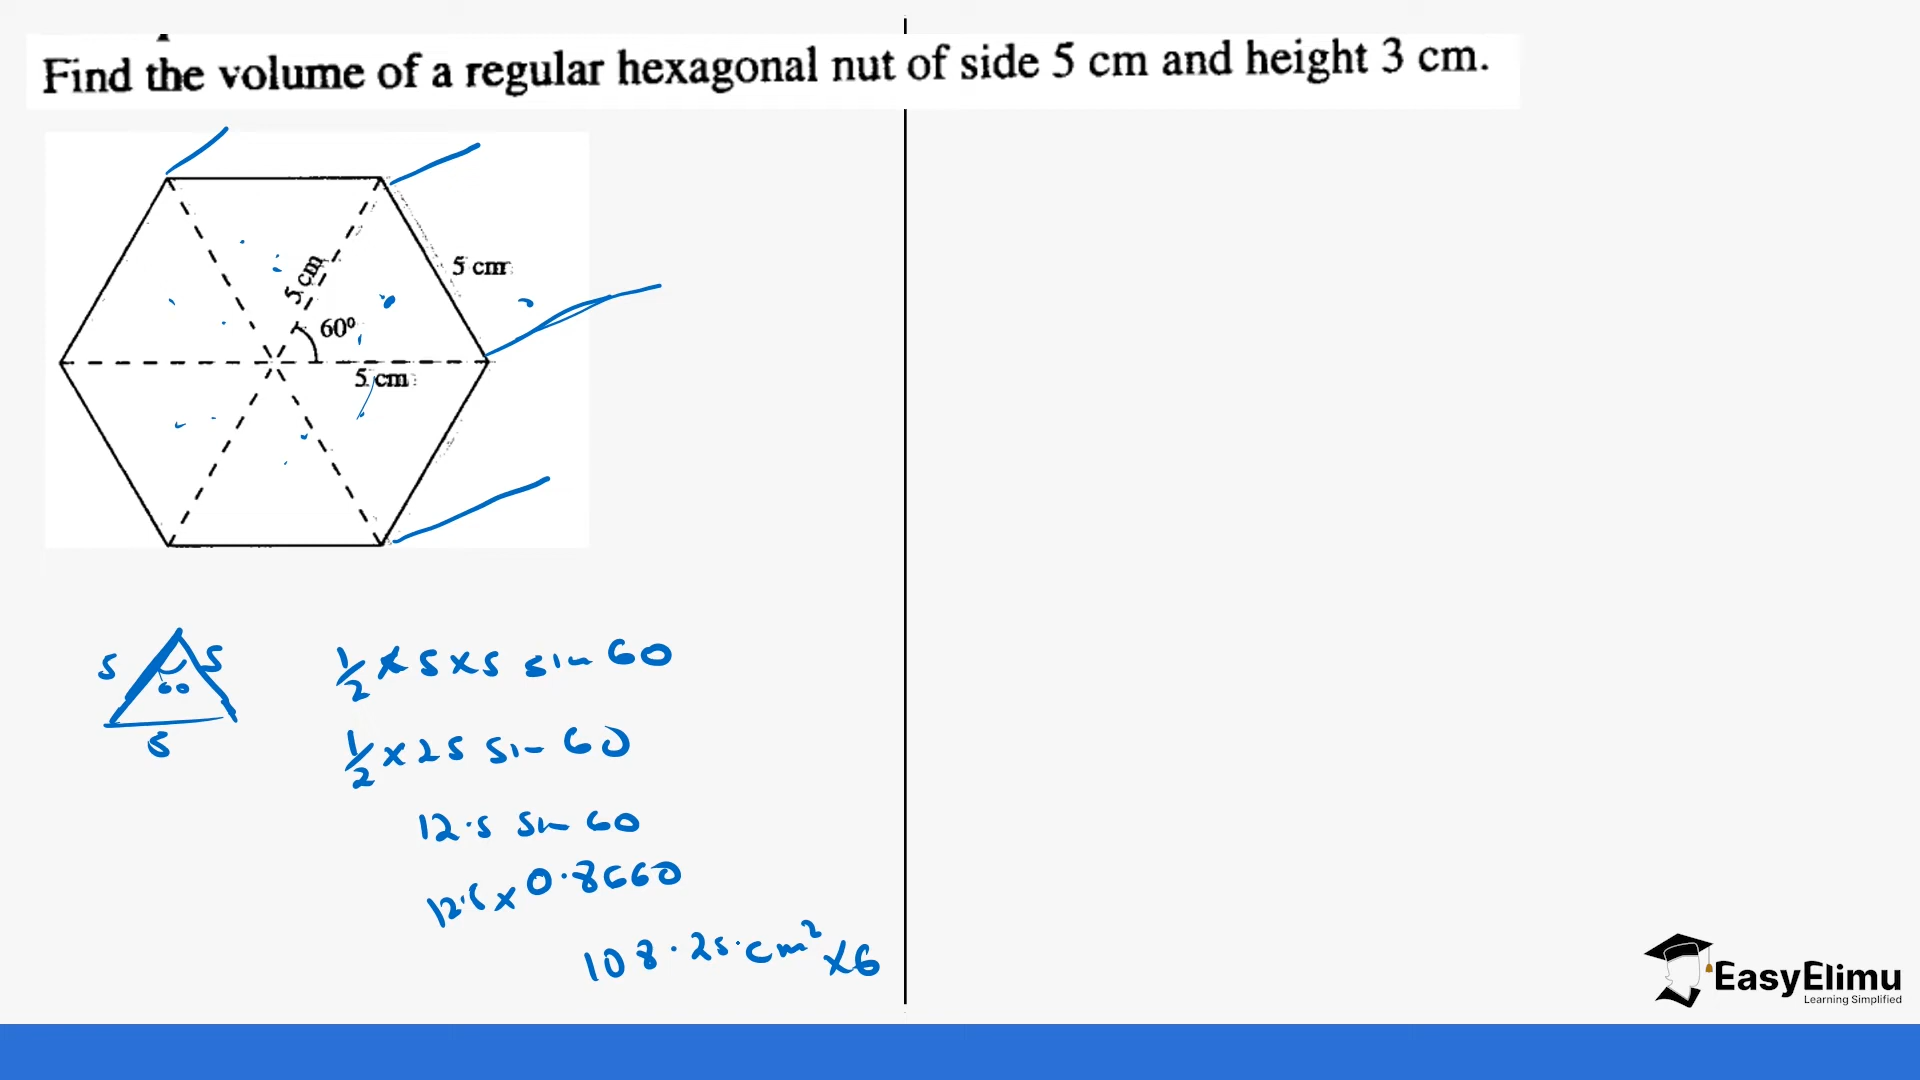 Find the volume of a regular hexagonal nut of side 5 cm and height 3 cm.
5 cm
5 cm
60°
5 cm
5
5
60
5
½ × 5 × 5 sin 60
½ × 25 sin 60
12.5 sin 60
12.5 × 0.8660
108.25 cm² × 6
EasyElimu
Learning Simplified